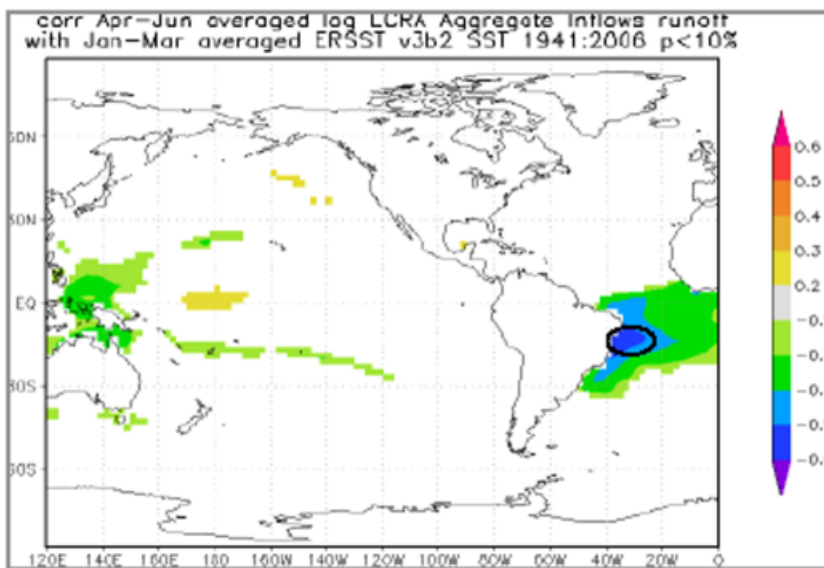 corr Apr-Jun averaged log LCRA Aggregate Inflows runoff
with Jan-Mar averaged ERSST v3b2 SST 1941:2006 p<10%
EQ
0.6
0.5
0.4
0.3
0.2
120E 140E 160E 180 160W 140W 120W 100W 80W 60W 40W 20W 0